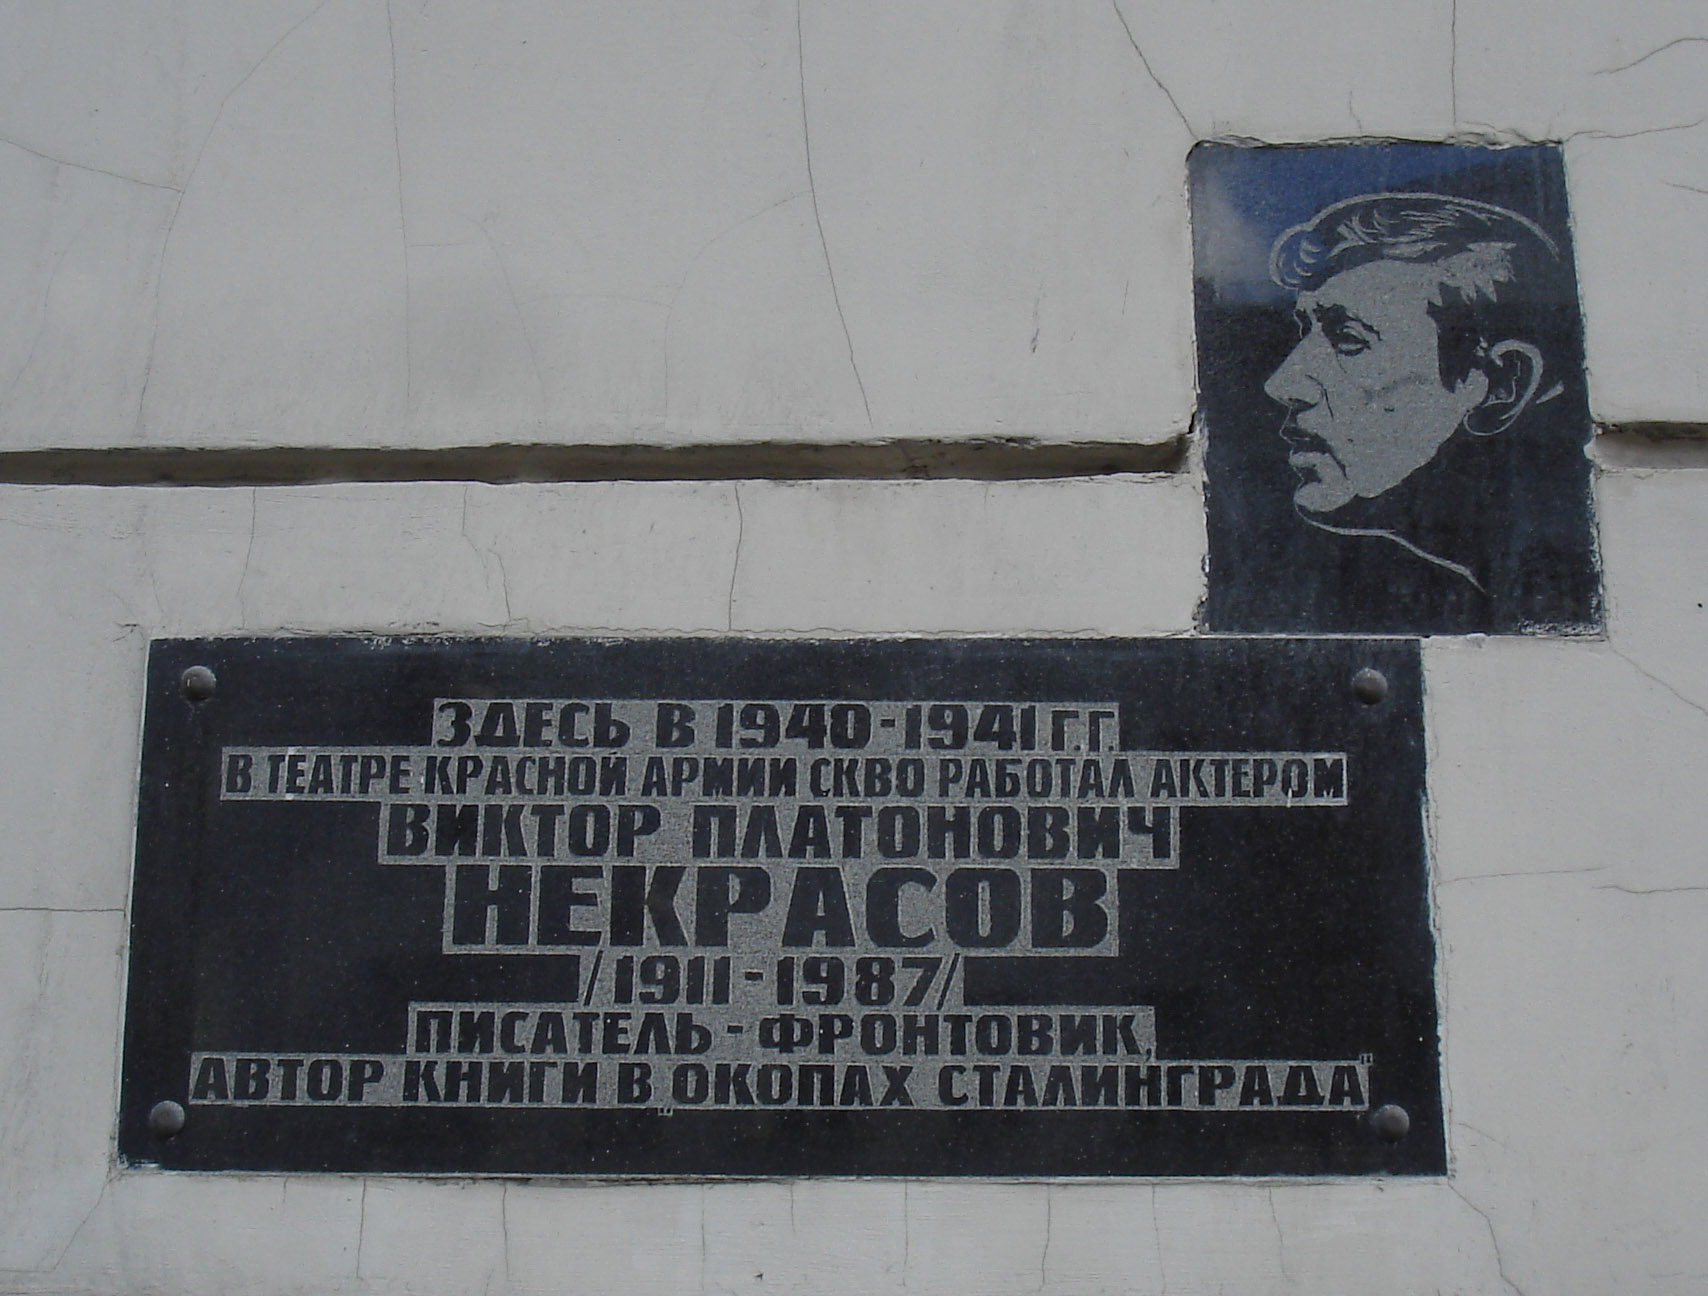 ЗДЕСЬ В 1940-1941 Г.Г.
В ТЕАТРЕ КРАСНОЙ АРМИИ СКВО РАБОТАЛ АКТЕРОМ
ВИКТОР ПЛАТОНОВИЧ
НЕКРАСОВ
/1911-1987/
ПИСАТЕЛЬ-ФРОНТОВИК,
АВТОР КНИГИ В „ОКОПАХ СТАЛИНГРАДА"